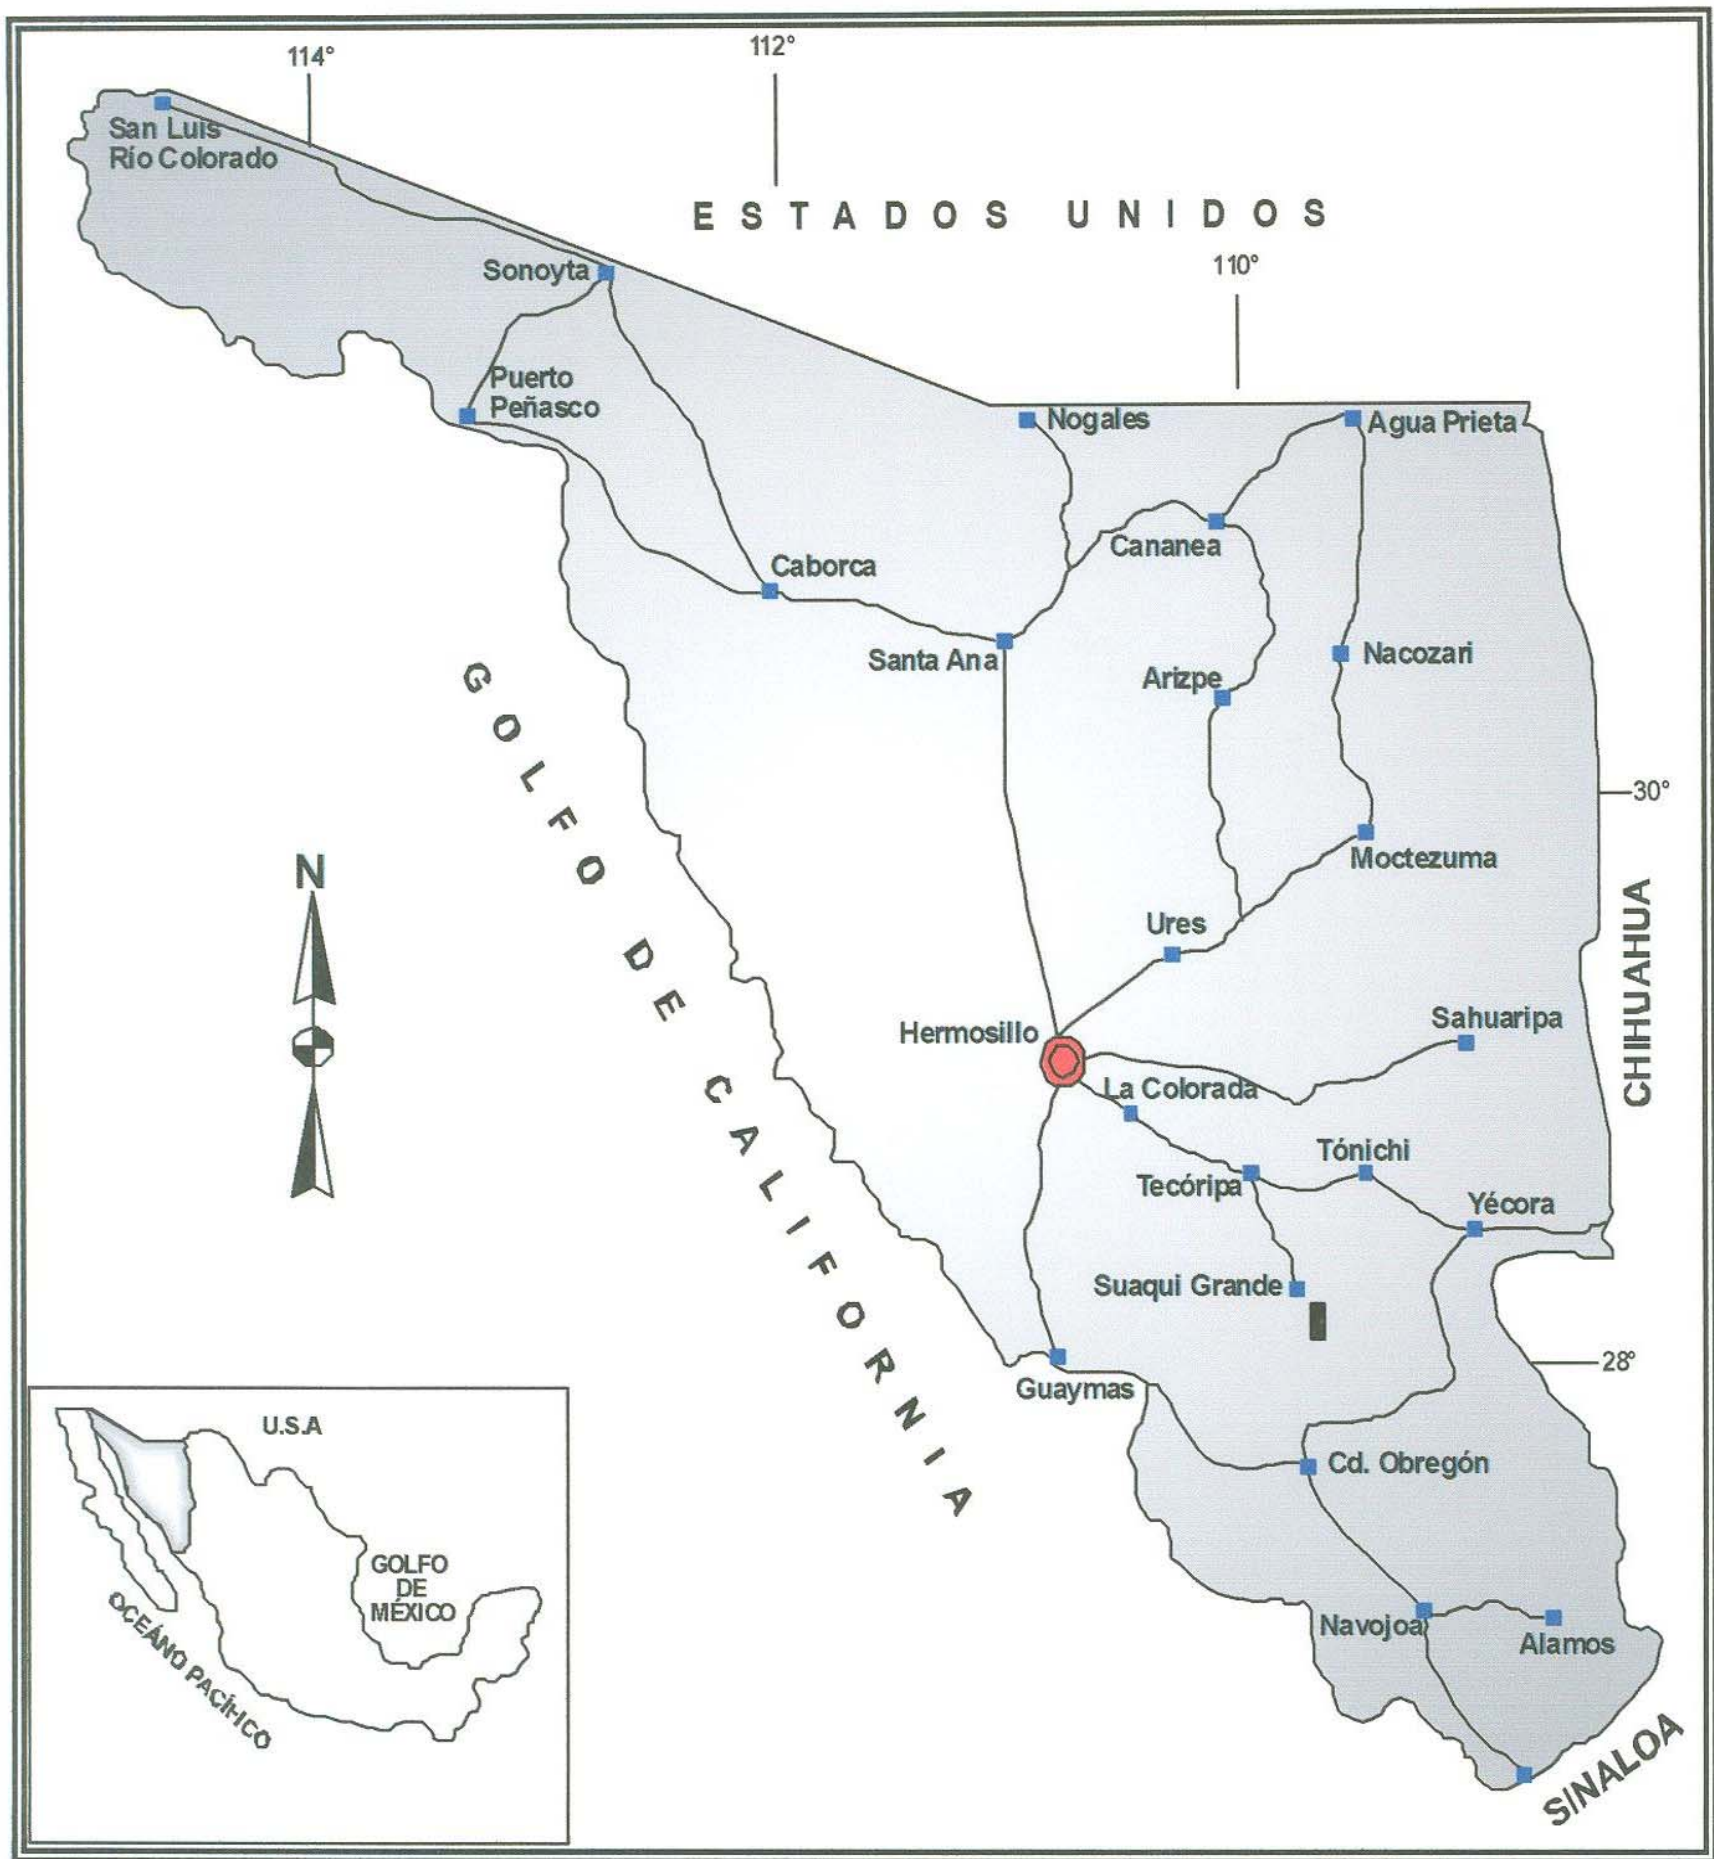 114°
112°
San Luis
Río Colorado
ESTADOS UNIDOS
110°
Sonoyta
Puerto
Peñasco
Nogales
Agua Prieta
Cananea
Caborca
Santa Ana
Nacozari
Arizpe
GOLFO DE CALIFORNIA
30°
Moctezuma
N
Ures
CHIHUAHUA
Sahuaripa
Hermosillo
La Colorada
Tónichi
Tecóripa
Yécora
Suaqui Grande
28°
Guaymas
U.S.A
Cd. Obregón
GOLFO
DE
MÉXICO
OCEÁNO PACÍFICO
Navojoa
Alamos
SINALOA